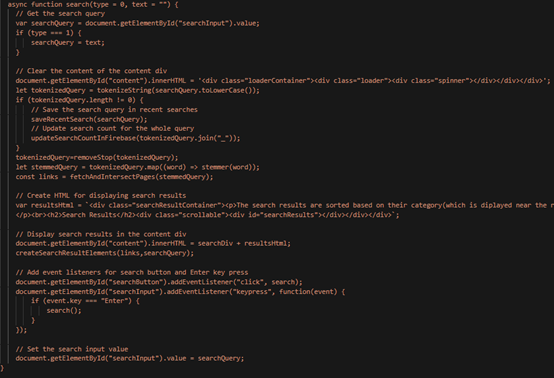 async function search(type = 0, text = "") {
// Get the search query
var searchQuery = document.getElementById("searchInput").value;
if (type === 1) {
searchQuery = text;
}
// Clear the content of the content div
document.getElementById("content").innerHTML = '<div class="loaderContainer"><div class="loader"><div class="spinner"></div></div></div>';
let tokenizedQuery = tokenizeString(searchQuery.toLowerCase());
if (tokenizedQuery.length != 0) {
// Save the search query in recent searches
saveRecentSearch(searchQuery);
// Update search count for the whole query
updateSearchCountInFirebase(tokenizedQuery.join("_"));
}
tokenizedQuery=removeStop(tokenizedQuery);
let stemmedQuery = tokenizedQuery.map((word) => stemmer(word));
const links = fetchAndIntersectPages(stemmedQuery);
// Create HTML for displaying search results
var resultsHtml = `<div class="searchResultContainer"><p>The search results are sorted based on their category(which is diplayed near the r
</p><br><h2>Search Results</h2><div class="scrollable"><div id="searchResults"></div></div></div>`;
// Display search results in the content div
document.getElementById("content").innerHTML = searchDiv + resultsHtml;
createSearchResultElements(links,searchQuery);
// Add event listeners for search button and Enter key press
document.getElementById("searchButton").addEventListener("click", search);
document.getElementById("searchInput").addEventListener("keypress", function(event) {
if (event.key === "Enter") {
search();
}
});
// Set the search input value
document.getElementById("searchInput").value = searchQuery;
}